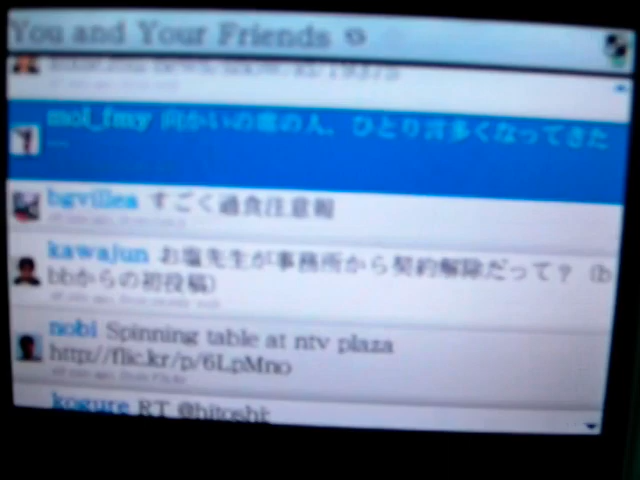 You and Your Friends
mol_fmy 向かいの席の人、ひとり言多くなってきた
...
bgvillea すごく過食注意報
kawajun お塩先生が事務所から契約解除だって？（b
bbからの初投稿）
nobi Spinning table at ntv plaza
http://flic.kr/p/6LpMno
kogure RT @hitoshi: